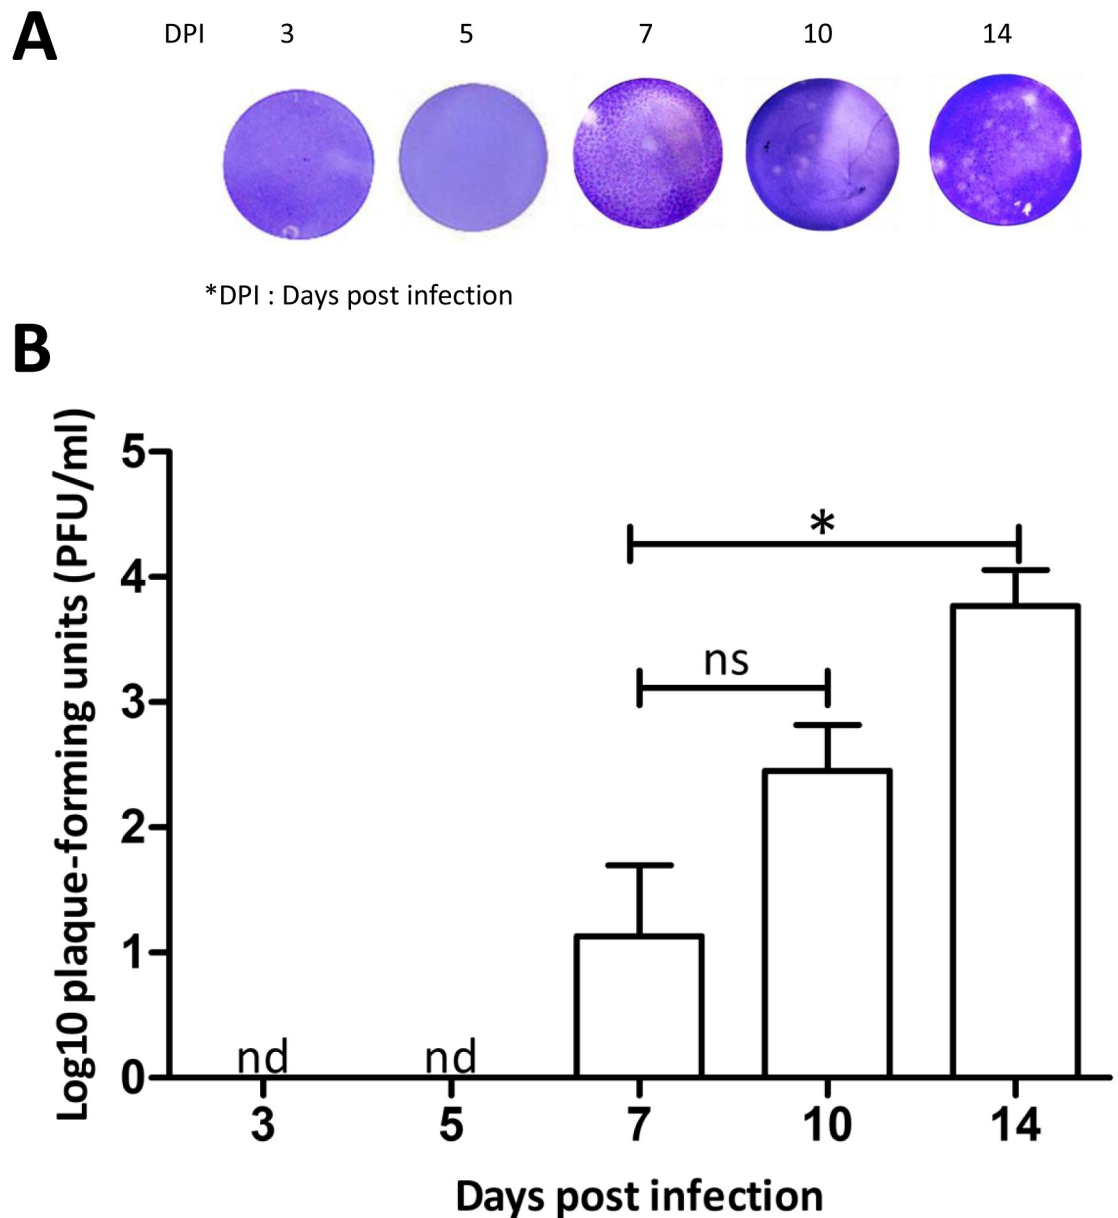 A
DPI 3 5 7 10 14
*DPI : Days post infection
B
Log10 plaque-forming units (PFU/ml)
5
4
3
2
1
0
*
ns
nd nd
3 5 7 10 14
Days post infection